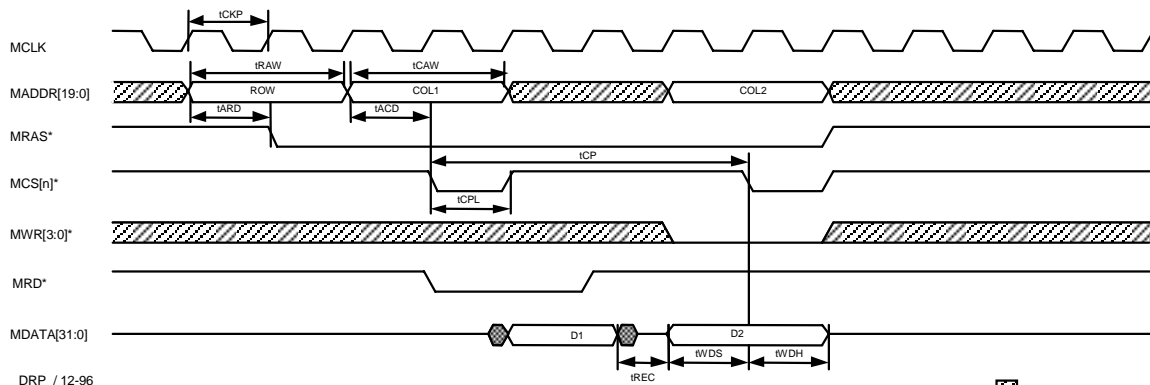 tCKP
MCLK
tRAW
tCAW
MADDR[19:0]
ROW
COL1
COL2
tARD
tACD
MRAS*
tCP
MCS[n]*
tCPL
MWR[3:0]*
MRD*
MDATA[31:0]
D1
D2
tREC
tWDS
tWDH
DRP / 12-96